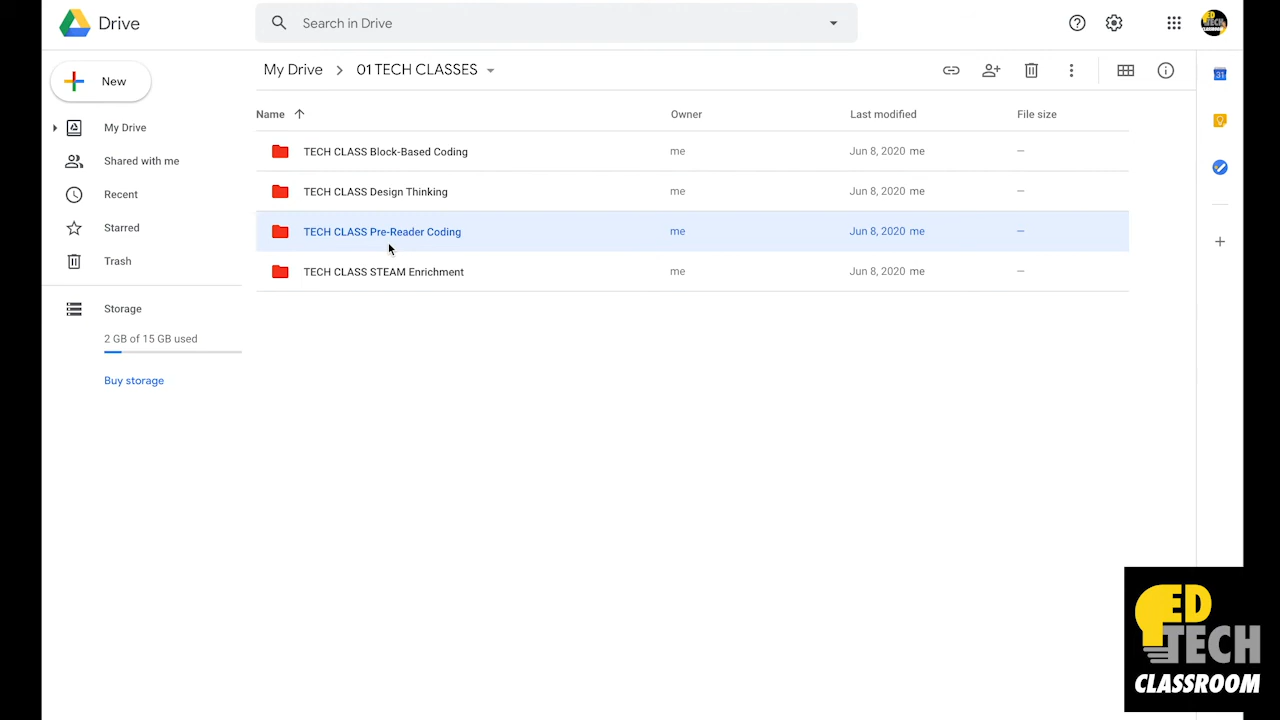 Drive
Search in Drive
New
My Drive
Shared with me
Recent
Starred
Trash
Storage
2 GB of 15 GB used
Buy storage
My Drive
01 TECH CLASSES
Name Owner Last modified File size
TECH CLASS Block-Based Coding me Jun 8, 2020 me –
TECH CLASS Design Thinking me Jun 8, 2020 me –
TECH CLASS Pre-Reader Coding me Jun 8, 2020 me –
TECH CLASS STEAM Enrichment me Jun 8, 2020 me –
31
ED
TECH
CLASSROOM
ED
TECH
CLASSROOM